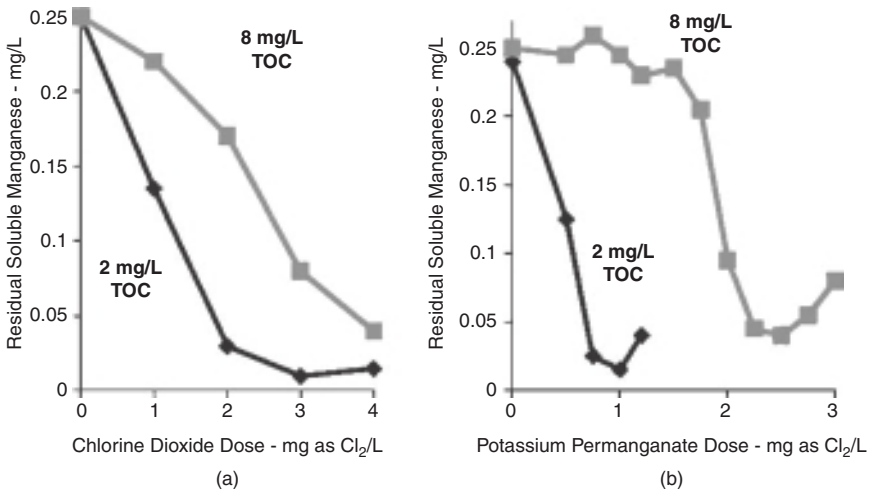 Residual Soluble Manganese - mg/L
0.25
0.2
0.15
0.1
0.05
0
8 mg/L
TOC
2 mg/L
TOC
0 1 2 3 4
Chlorine Dioxide Dose - mg as Cl₂/L
(a)
Residual Soluble Manganese - mg/L
0.25
0.2
0.15
0.1
0.05
0
8 mg/L
TOC
2 mg/L
TOC
0 1 2 3
Potassium Permanganate Dose - mg as Cl₂/L
(b)